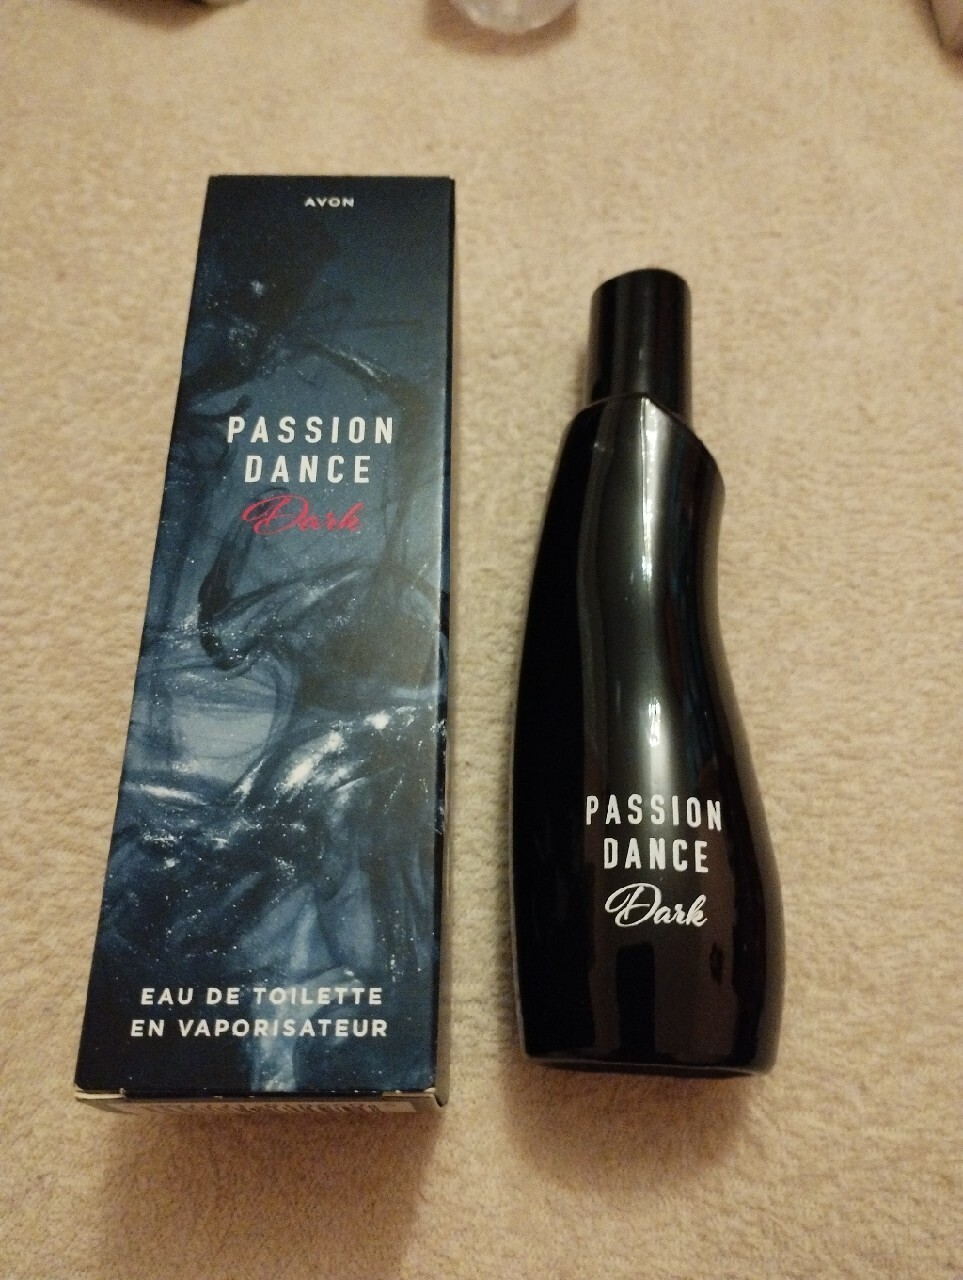 AVON
PASSION
DANCE
Dark
EAU DE TOILETTE
EN VAPORISATEUR
PASSION
DANCE
Dark